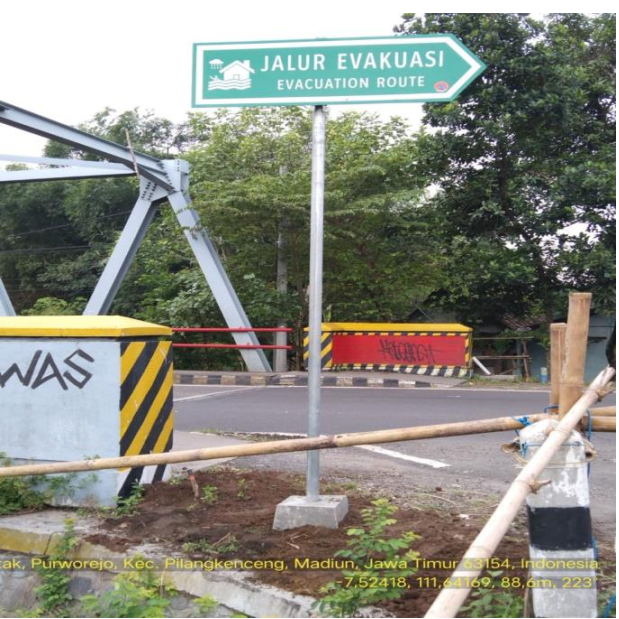 JALUR EVAKUASI
EVACUATION ROUTE
WAS
tak, Purworejo, Kec. Pilangkenceng, Madiun, Jawa Timur 63154, Indonesia
-7,52418, 111,64169, 88,6m, 223°